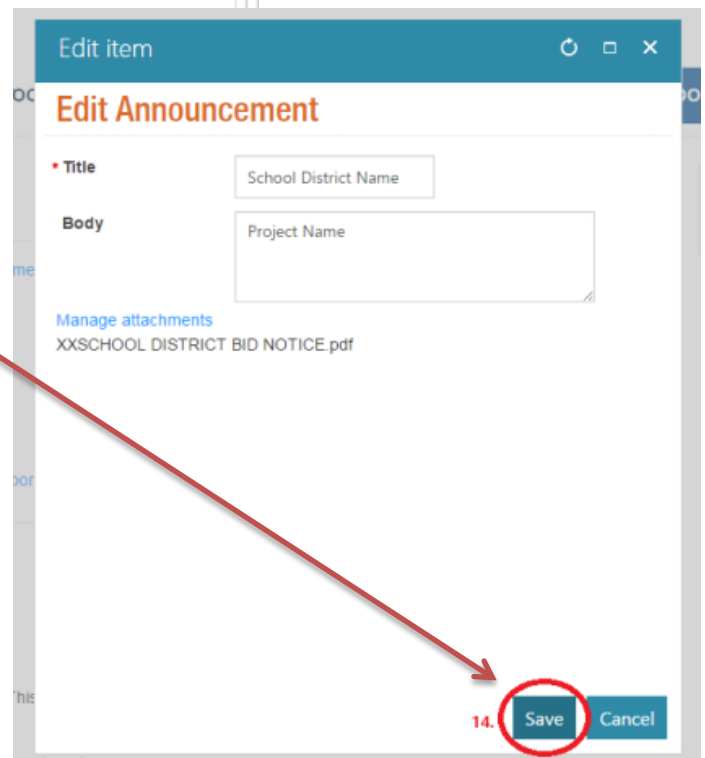 Edit item
Edit Announcement
* Title
School District Name
Body
Project Name
Manage attachments
XXSCHOOL DISTRICT BID NOTICE.pdf
14. Save Cancel